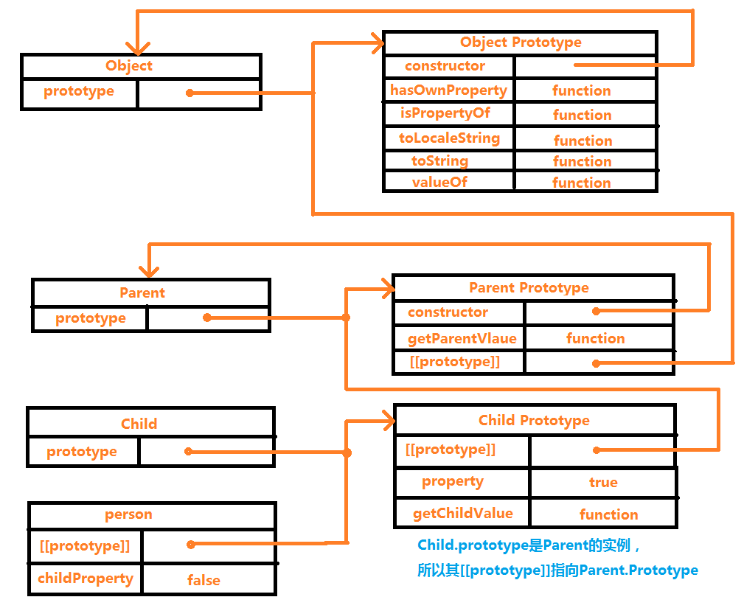 Object
prototype
Object Prototype
constructor
hasOwnProperty function
isPropertyOf function
toLocaleString function
toString function
valueOf function
Parent
prototype
Parent Prototype
constructor
getParentVlaue function
[[prototype]]
Child
prototype
Child Prototype
[[prototype]]
property true
getChildValue function
person
[[prototype]]
childProperty false
Child.prototype是Parent的实例，
所以其[[prototype]]指向Parent.Prototype